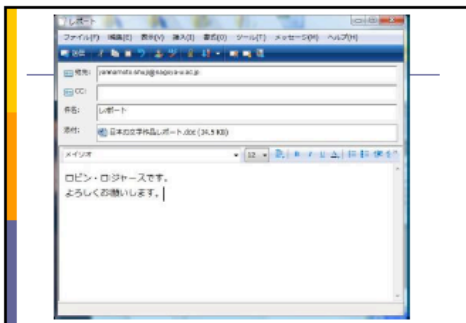 レポート
ファイル(F) 編集(E) 表示(V) 挿入(I) 書式(O) ツール(T) メッセージ(M) ヘルプ(H)
宛先:
CC:
件名: レポート
添付: 日本の文学作品レポート.doc (24.5 KB)
メイリオ 12
ロビン・ロジャースです。
よろしくお願いします。